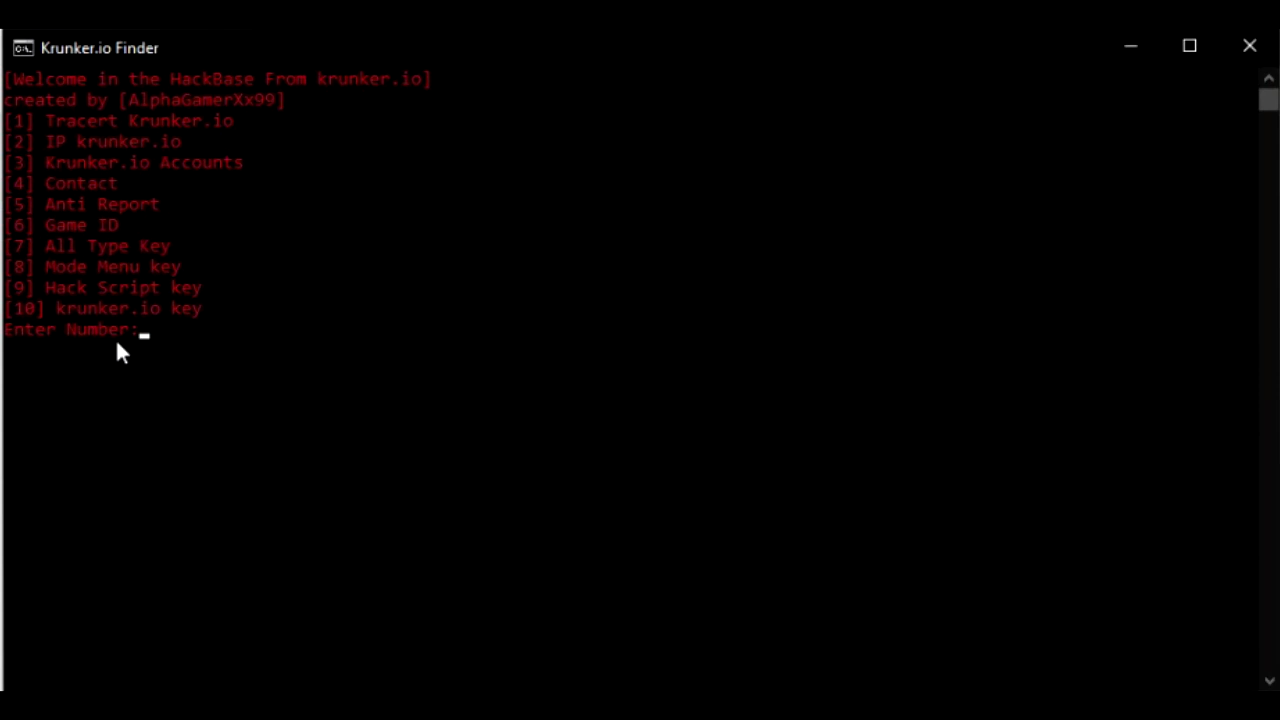 Krunker.io Finder
[Welcome in the HackBase From krunker.io]
created by [AlphaGamerXx99]
[1] Tracert Krunker.io
[2] IP krunker.io
[3] Krunker.io Accounts
[4] Contact
[5] Anti Report
[6] Game ID
[7] All Type Key
[8] Mode Menu key
[9] Hack Script key
[10] krunker.io key
Enter Number: